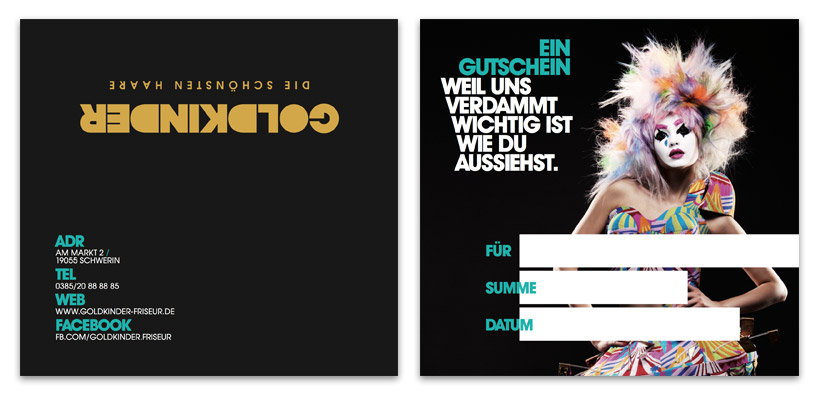 DIE SCHÖNSTEN HAARE
GOLDKINDER
ADR
AM MARKT 2 /
19055 SCHWERIN
TEL
0385/20 88 88 85
WEB
WWW.GOLDKINDER-FRISEUR.DE
FACEBOOK
FB.COM/GOLDKINDER.FRISEUR
EIN
GUTSCHEIN
WEIL UNS
VERDAMMT
WICHTIG IST
WIE DU
AUSSIEHST.
FÜR
SUMME
DATUM